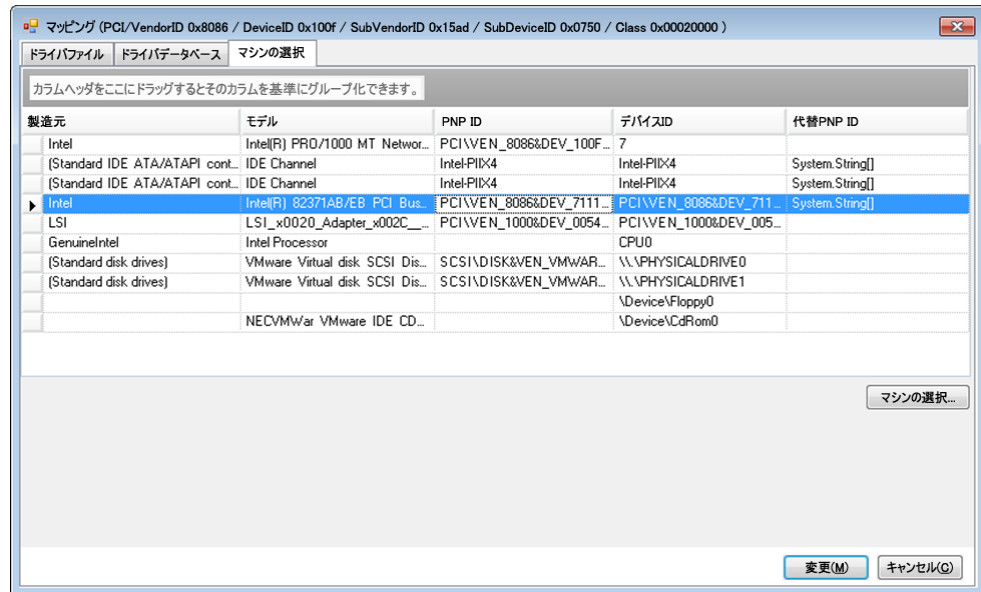 マッピング (PCI/VendorID 0x8086 / DeviceID 0x100f / SubVendorID 0x15ad / SubDeviceID 0x0750 / Class 0x00020000 )
ドライバファイル ドライバデータベース マシンの選択
カラムヘッダをここにドラッグするとそのカラムを基準にグループ化できます。
製造元 モデル PNP ID デバイスID 代替PNP ID
Intel Intel(R) PRO/1000 MT Networ... PCI\VEN_8086&DEV_100F... 7
(Standard IDE ATA/ATAPI cont... IDE Channel Intel-PIIX4 Intel-PIIX4 System.String[]
(Standard IDE ATA/ATAPI cont... IDE Channel Intel-PIIX4 Intel-PIIX4 System.String[]
Intel Intel(R) 82371AB/EB PCI Bus... PCI\VEN_8086&DEV_7111... PCI\VEN_8086&DEV_711... System.String[]
LSI LSI_x0020_Adapter_x002C__... PCI\VEN_1000&DEV_0054... PCI\VEN_1000&DEV_005...
GenuineIntel Intel Processor CPU0
(Standard disk drives) VMware Virtual disk SCSI Dis... SCSI\DISK&VEN_VMWAR... \\.\PHYSICALDRIVE0
(Standard disk drives) VMware Virtual disk SCSI Dis... SCSI\DISK&VEN_VMWAR... \\.\PHYSICALDRIVE1
\Device\Floppy0
NECVMWar VMware IDE CD... \Device\CdRom0
マシンの選択...
変更(M) キャンセル(C)